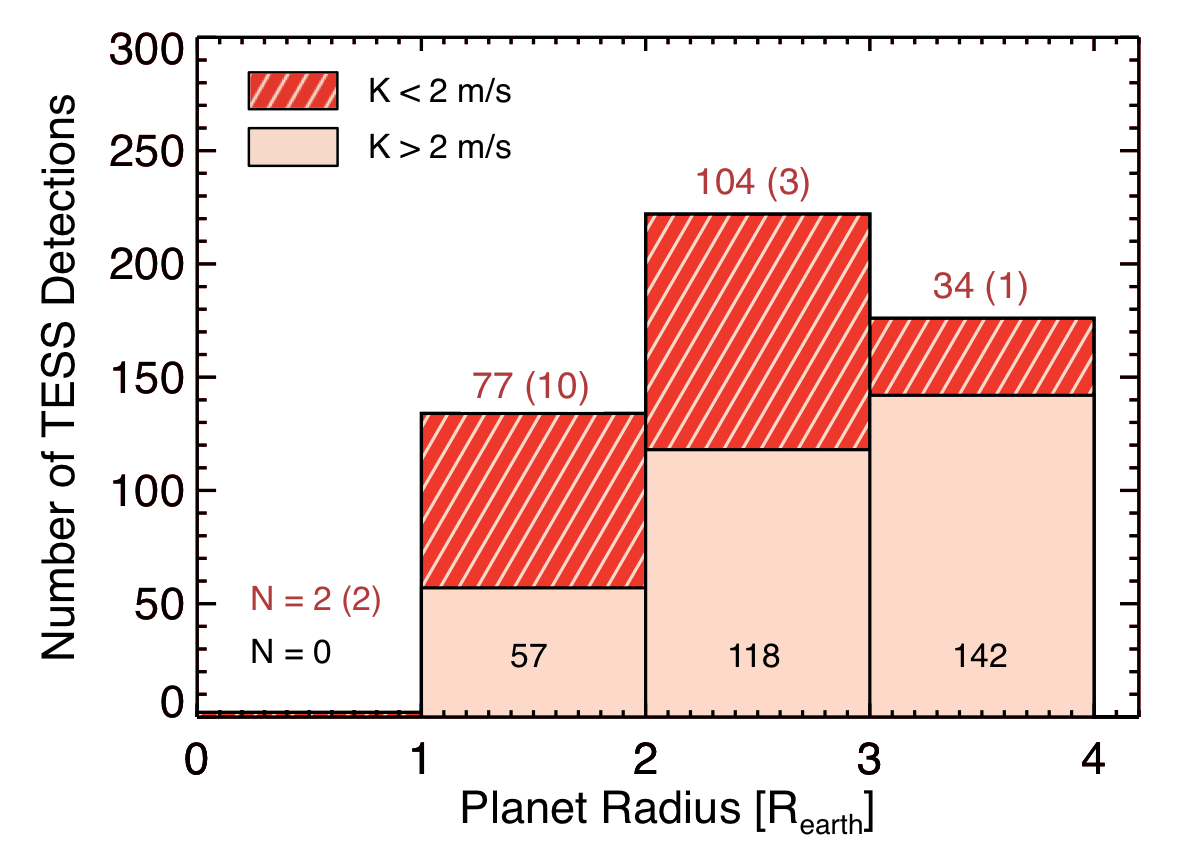 300
250
200
150
100
50
0
Number of TESS Detections
K < 2 m/s
K > 2 m/s
104 (3)
34 (1)
77 (10)
N = 2 (2)
N = 0
57
118
142
0 1 2 3 4
Planet Radius [Rearth]